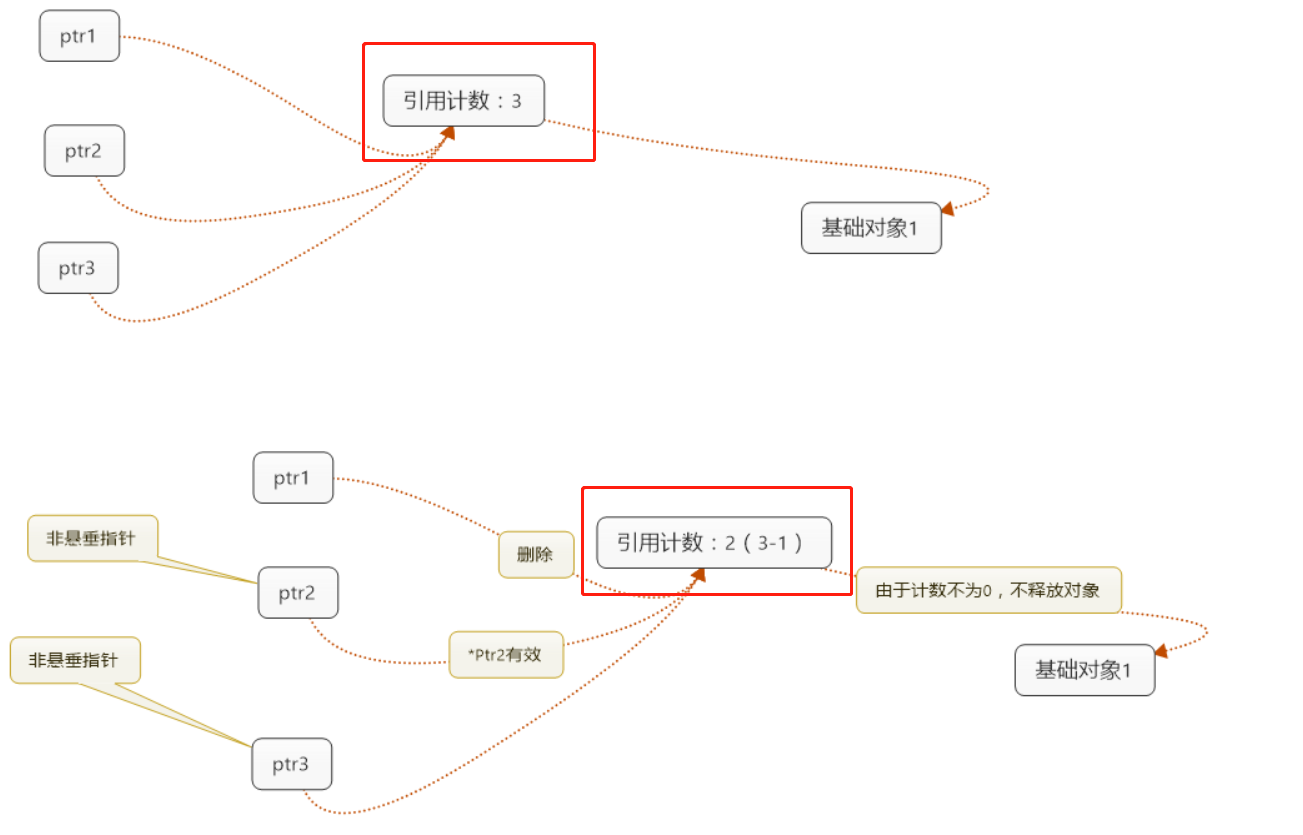 ptr1
引用计数：3
ptr2
基础对象1
ptr3
ptr1
非悬垂指针
删除
引用计数：2（3-1）
ptr2
由于计数不为0，不释放对象
*Ptr2有效
非悬垂指针
基础对象1
ptr3